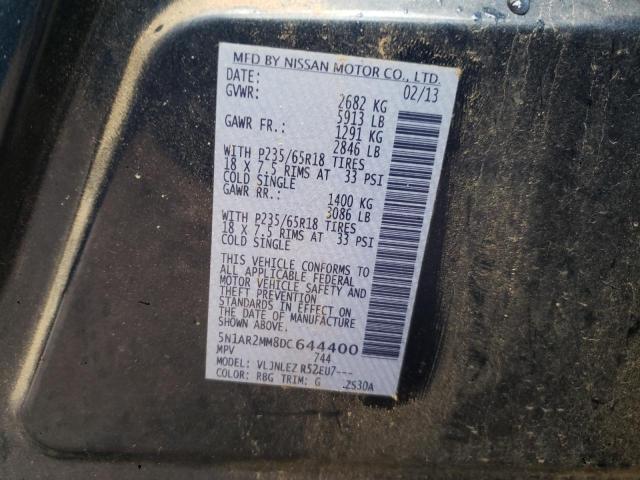 MFD BY NISSAN MOTOR CO., LTD.
DATE: 02/13
GVWR: 2682 KG
5913 LB
GAWR FR.: 1291 KG
2846 LB
WITH P235/65R18 TIRES
18 X 7.5 RIMS AT 33 PSI
COLD SINGLE
GAWR RR.: 1400 KG
3086 LB
WITH P235/65R18 TIRES
18 X 7.5 RIMS AT 33 PSI
COLD SINGLE
THIS VEHICLE CONFORMS TO
ALL APPLICABLE FEDERAL
MOTOR VEHICLE SAFETY AND
THEFT PREVENTION
STANDARDS IN EFFECT ON
THE DATE OF MANUFACTURE
SHOWN ABOVE.
5N1AR2MM8DC644400
MPV 744
MODEL: VLJNLEZ R52EU7---
COLOR: RBG TRIM: G